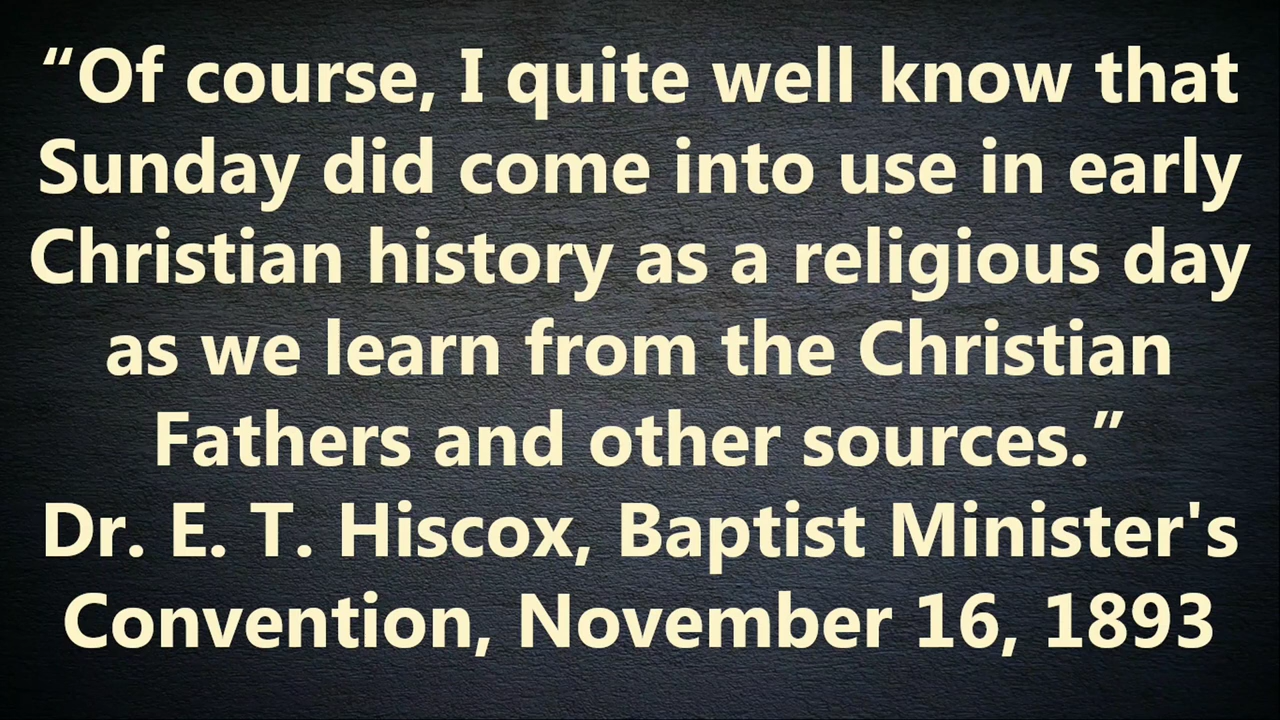 “Of course, I quite well know that
Sunday did come into use in early
Christian history as a religious day
as we learn from the Christian
Fathers and other sources.”
Dr. E. T. Hiscox, Baptist Minister's
Convention, November 16, 1893